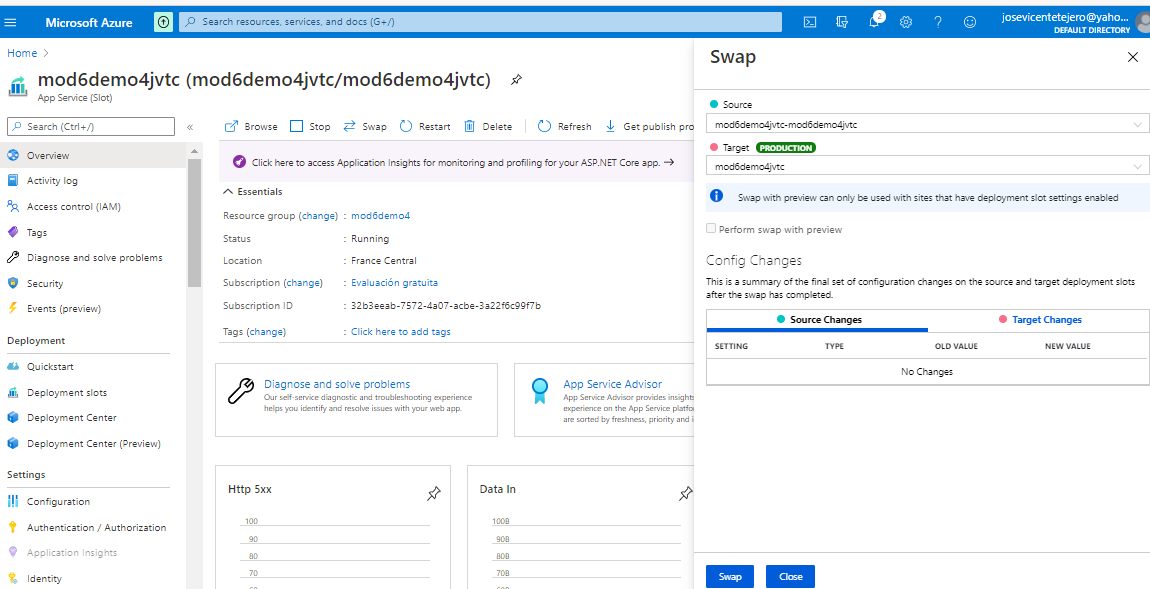 Microsoft Azure
Search resources, services, and docs (G+/)
2
josevicentetejero@yaho...
DEFAULT DIRECTORY
Home
mod6demo4jvtc (mod6demo4jvtc/mod6demo4jvtc)
App Service (Slot)
Search (Ctrl+/)
«
Overview
Activity log
Access control (IAM)
Tags
Diagnose and solve problems
Security
Events (preview)
Deployment
Quickstart
Deployment slots
Deployment Center
Deployment Center (Preview)
Settings
Configuration
Authentication / Authorization
Application Insights
Identity
Browse Stop Swap Restart Delete Refresh Get publish pro
Click here to access Application Insights for monitoring and profiling for your ASP.NET Core app. →
Essentials
Resource group (change) : mod6demo4
Status : Running
Location : France Central
Subscription (change) : Evaluación gratuita
Subscription ID : 32b3eeab-7572-4a07-acbe-3a22f6c99f7b
Tags (change) : Click here to add tags
Diagnose and solve problems
Our self-service diagnostic and troubleshooting experience
helps you identify and resolve issues with your web app.
App Service Advisor
App Service Advisor provides insights
experience on the App Service platfo
are sorted by freshness, priority and i
Http 5xx
100
90
80
70
Data In
100B
90B
80B
70B
Swap
Source
mod6demo4jvtc-mod6demo4jvtc
Target PRODUCTION
mod6demo4jvtc
Swap with preview can only be used with sites that have deployment slot settings enabled
Perform swap with preview
Config Changes
This is a summary of the final set of configuration changes on the source and target deployment slots
after the swap has completed.
Source Changes Target Changes
SETTING TYPE OLD VALUE NEW VALUE
No Changes
Swap Close